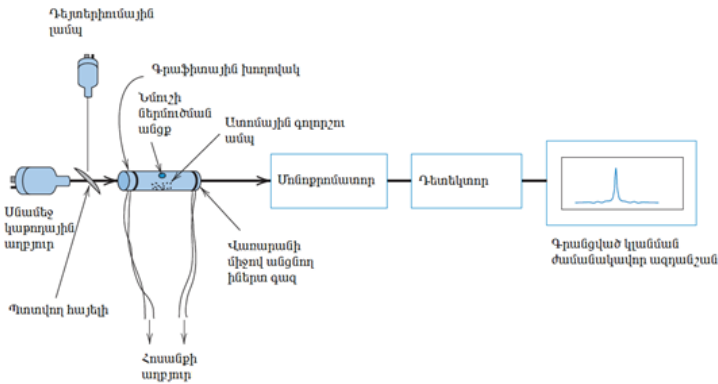 Դեյտերիումային
լամպ
Գրաֆիտային խողովակ
Նմուշի
ներմուծման
անցք
Ատոմային գոլորշու
ամպ
Մոնոքրոմատոր
Դետեկտոր
Սնամեջ
կաթոդային
աղբյուր
Վառարանի
միջով անցնող
իներտ գազ
Գրանցված կլանման
ժամանակավոր ազդանշան
Պտտվող հայելի
Հոսանքի
աղբյուր